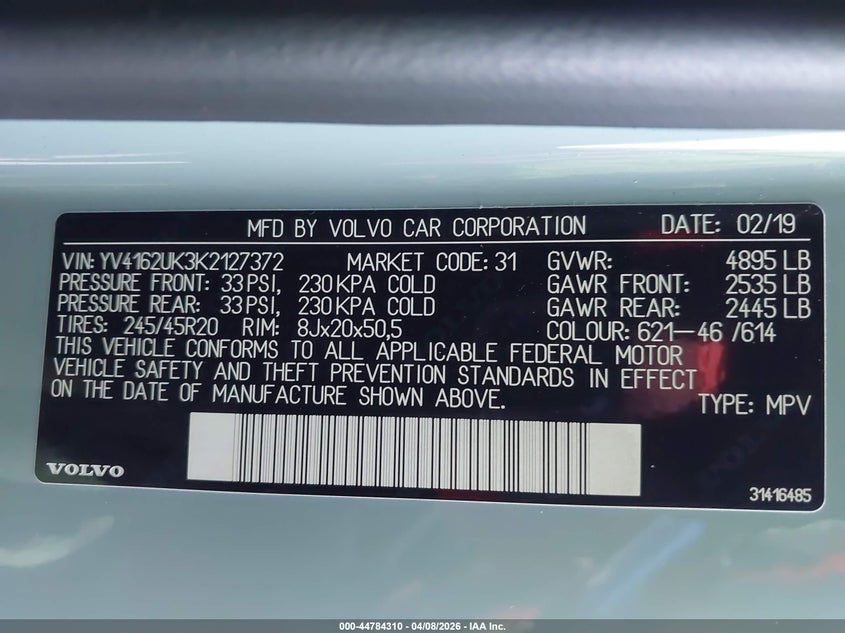 MFD BY VOLVO CAR CORPORATION DATE: 02/19
VIN: YV4162UK3K2127372 MARKET CODE: 31 GVWR: 4895 LB
PRESSURE FRONT: 33 PSI, 230 KPA COLD GAWR FRONT: 2535 LB
PRESSURE REAR: 33 PSI, 230 KPA COLD GAWR REAR: 2445 LB
TIRES: 245/45R20 RIM: 8Jx20x50,5 COLOUR: 621-46 /614
THIS VEHICLE CONFORMS TO ALL APPLICABLE FEDERAL MOTOR
VEHICLE SAFETY AND THEFT PREVENTION STANDARDS IN EFFECT
ON THE DATE OF MANUFACTURE SHOWN ABOVE.
TYPE: MPV
VOLVO
31416485
000-44784310 - 04/08/2026 - IAA Inc.